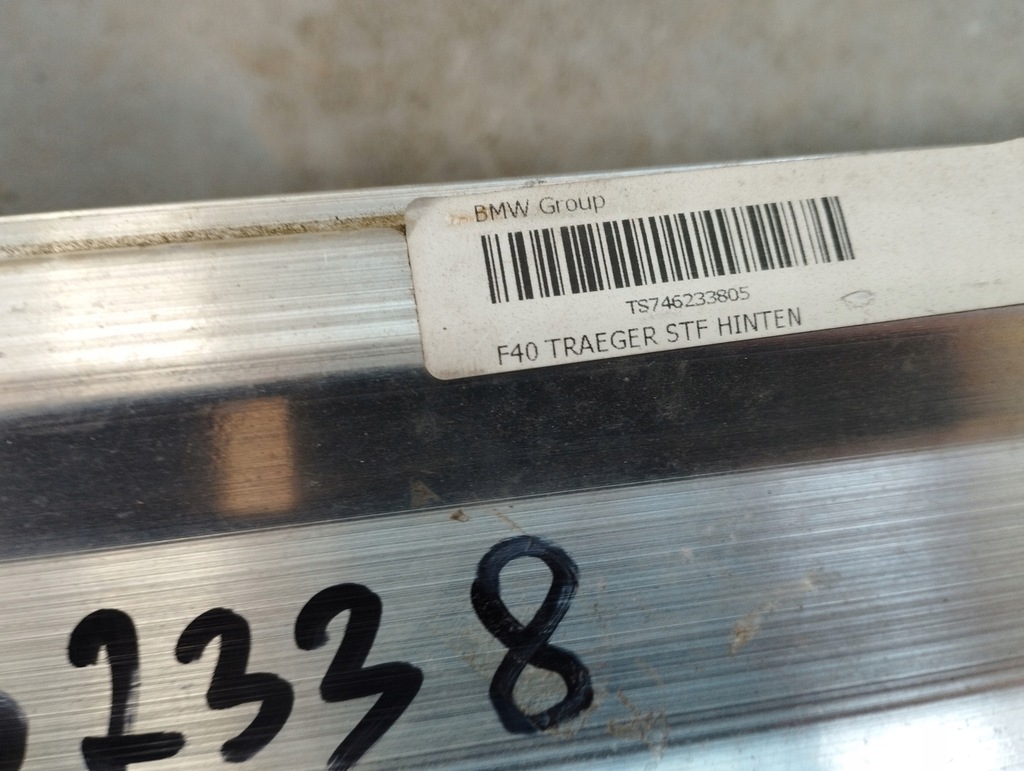 BMW Group
TS746233805
F40 TRAEGER STF HINTEN
2338